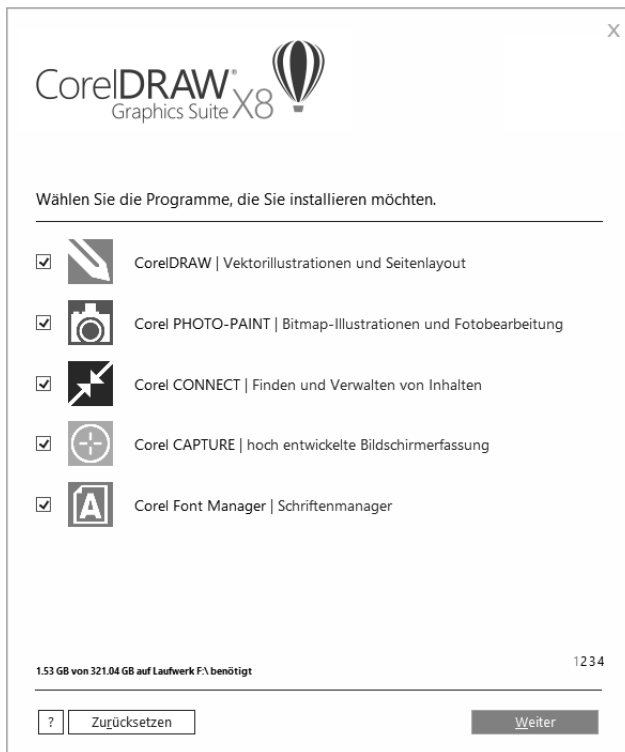 X
CorelDRAW®
Graphics Suite X8
Wählen Sie die Programme, die Sie installieren möchten.
CorelDRAW | Vektorillustrationen und Seitenlayout
Corel PHOTO-PAINT | Bitmap-Illustrationen und Fotobearbeitung
Corel CONNECT | Finden und Verwalten von Inhalten
Corel CAPTURE | hoch entwickelte Bildschirmerfassung
A
Corel Font Manager | Schriftenmanager
1.53 GB von 321.04 GB auf Laufwerk F:\ benötigt
1234
? Zurücksetzen Weiter